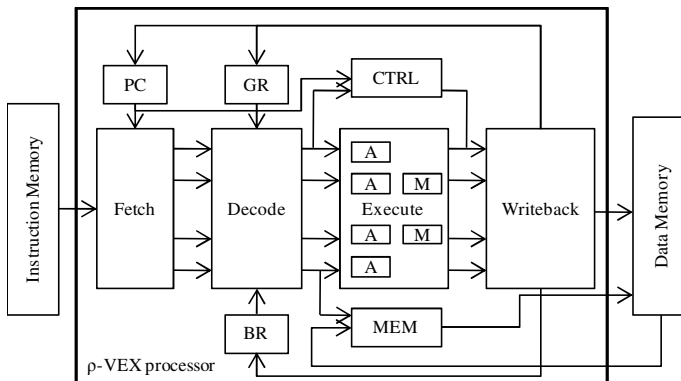 PC
GR
CTRL
Instruction Memory
Fetch
Decode
A
A M
Execute
A M
A
Writeback
Data Memory
BR
MEM
ρ-VEX processor